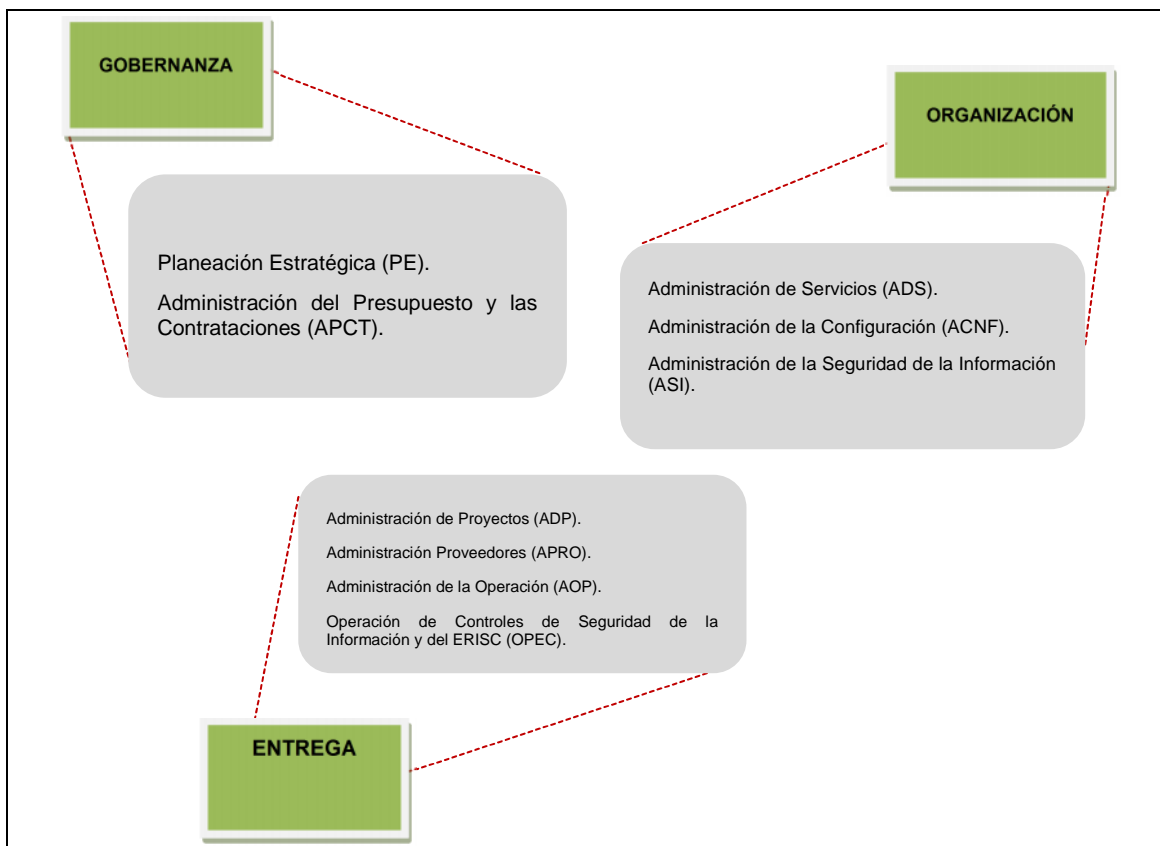 GOBERNANZA
Planeación Estratégica (PE).
Administración del Presupuesto y las
Contrataciones (APCT).
ORGANIZACIÓN
Administración de Servicios (ADS).
Administración de la Configuración (ACNF).
Administración de la Seguridad de la Información
(ASI).
Administración de Proyectos (ADP).
Administración Proveedores (APRO).
Administración de la Operación (AOP).
Operación de Controles de Seguridad de la
Información y del ERISC (OPEC).
ENTREGA